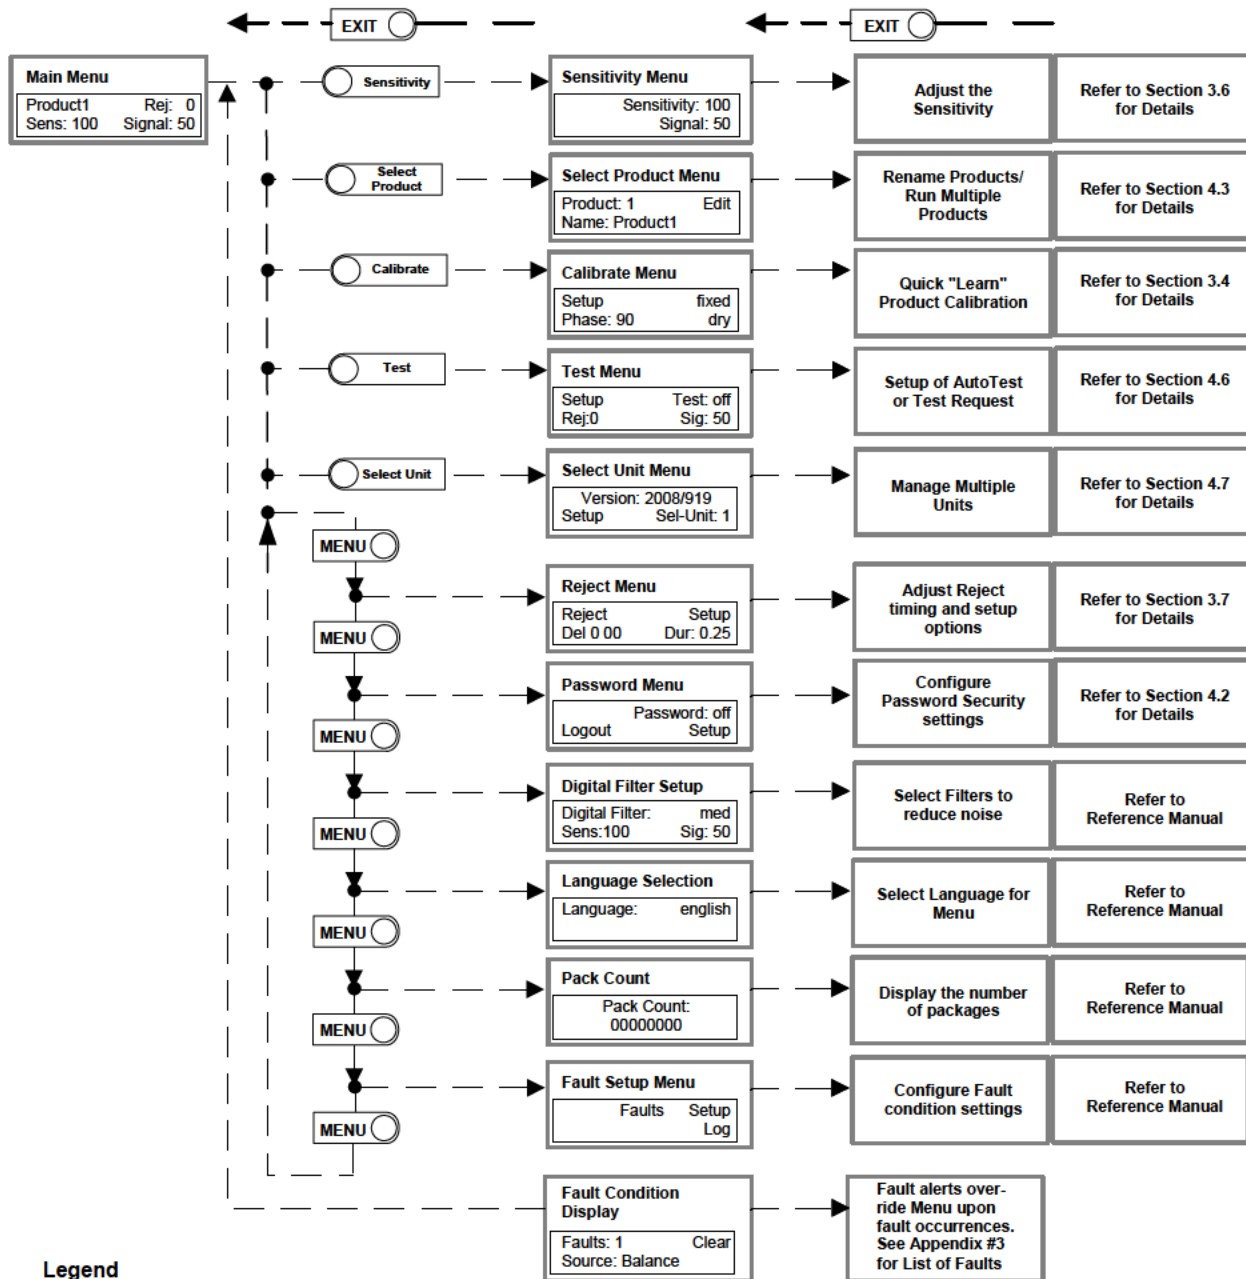 EXIT
EXIT
Main Menu
Product1 Rej: 0
Sens: 100 Signal: 50
Sensitivity
Sensitivity Menu
Sensitivity: 100
Signal: 50
Adjust the
Sensitivity
Refer to Section 3.6
for Details
Select
Product
Select Product Menu
Product: 1 Edit
Name: Product1
Rename Products/
Run Multiple
Products
Refer to Section 4.3
for Details
Calibrate
Calibrate Menu
Setup fixed
Phase: 90 dry
Quick "Learn"
Product Calibration
Refer to Section 3.4
for Details
Test
Test Menu
Setup Test: off
Rej:0 Sig: 50
Setup of AutoTest
or Test Request
Refer to Section 4.6
for Details
Select Unit
Select Unit Menu
Version: 2008/919
Setup Sel-Unit: 1
Manage Multiple
Units
Refer to Section 4.7
for Details
MENU
Reject Menu
Reject Setup
Del 0 00 Dur: 0.25
Adjust Reject
timing and setup
options
Refer to Section 3.7
for Details
MENU
Password Menu
Password: off
Logout Setup
Configure
Password Security
settings
Refer to Section 4.2
for Details
MENU
Digital Filter Setup
Digital Filter: med
Sens:100 Sig: 50
Select Filters to
reduce noise
Refer to
Reference Manual
MENU
Language Selection
Language: english
Select Language for
Menu
Refer to
Reference Manual
MENU
Pack Count
Pack Count:
00000000
Display the number
of packages
Refer to
Reference Manual
MENU
Fault Setup Menu
Faults Setup
Log
Configure Fault
condition settings
Refer to
Reference Manual
MENU
Fault Condition
Display
Faults: 1 Clear
Source: Balance
Fault alerts over-
ride Menu upon
fault occurrences.
See Appendix #3
for List of Faults
Legend